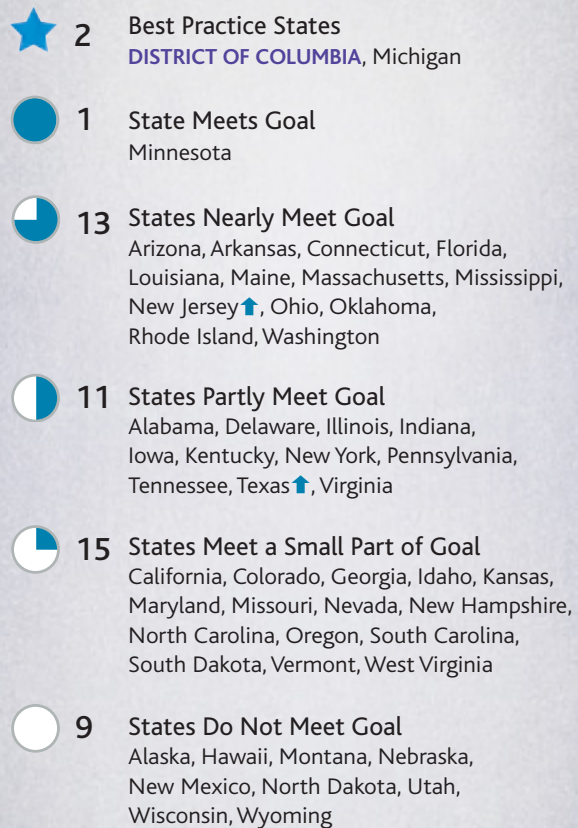 2 Best Practice States
DISTRICT OF COLUMBIA, Michigan
1 State Meets Goal
Minnesota
13 States Nearly Meet Goal
Arizona, Arkansas, Connecticut, Florida,
Louisiana, Maine, Massachusetts, Mississippi,
New Jersey⬆, Ohio, Oklahoma,
Rhode Island, Washington
11 States Partly Meet Goal
Alabama, Delaware, Illinois, Indiana,
Iowa, Kentucky, New York, Pennsylvania,
Tennessee, Texas⬆, Virginia
15 States Meet a Small Part of Goal
California, Colorado, Georgia, Idaho, Kansas,
Maryland, Missouri, Nevada, New Hampshire,
North Carolina, Oregon, South Carolina,
South Dakota, Vermont, West Virginia
9 States Do Not Meet Goal
Alaska, Hawaii, Montana, Nebraska,
New Mexico, North Dakota, Utah,
Wisconsin, Wyoming